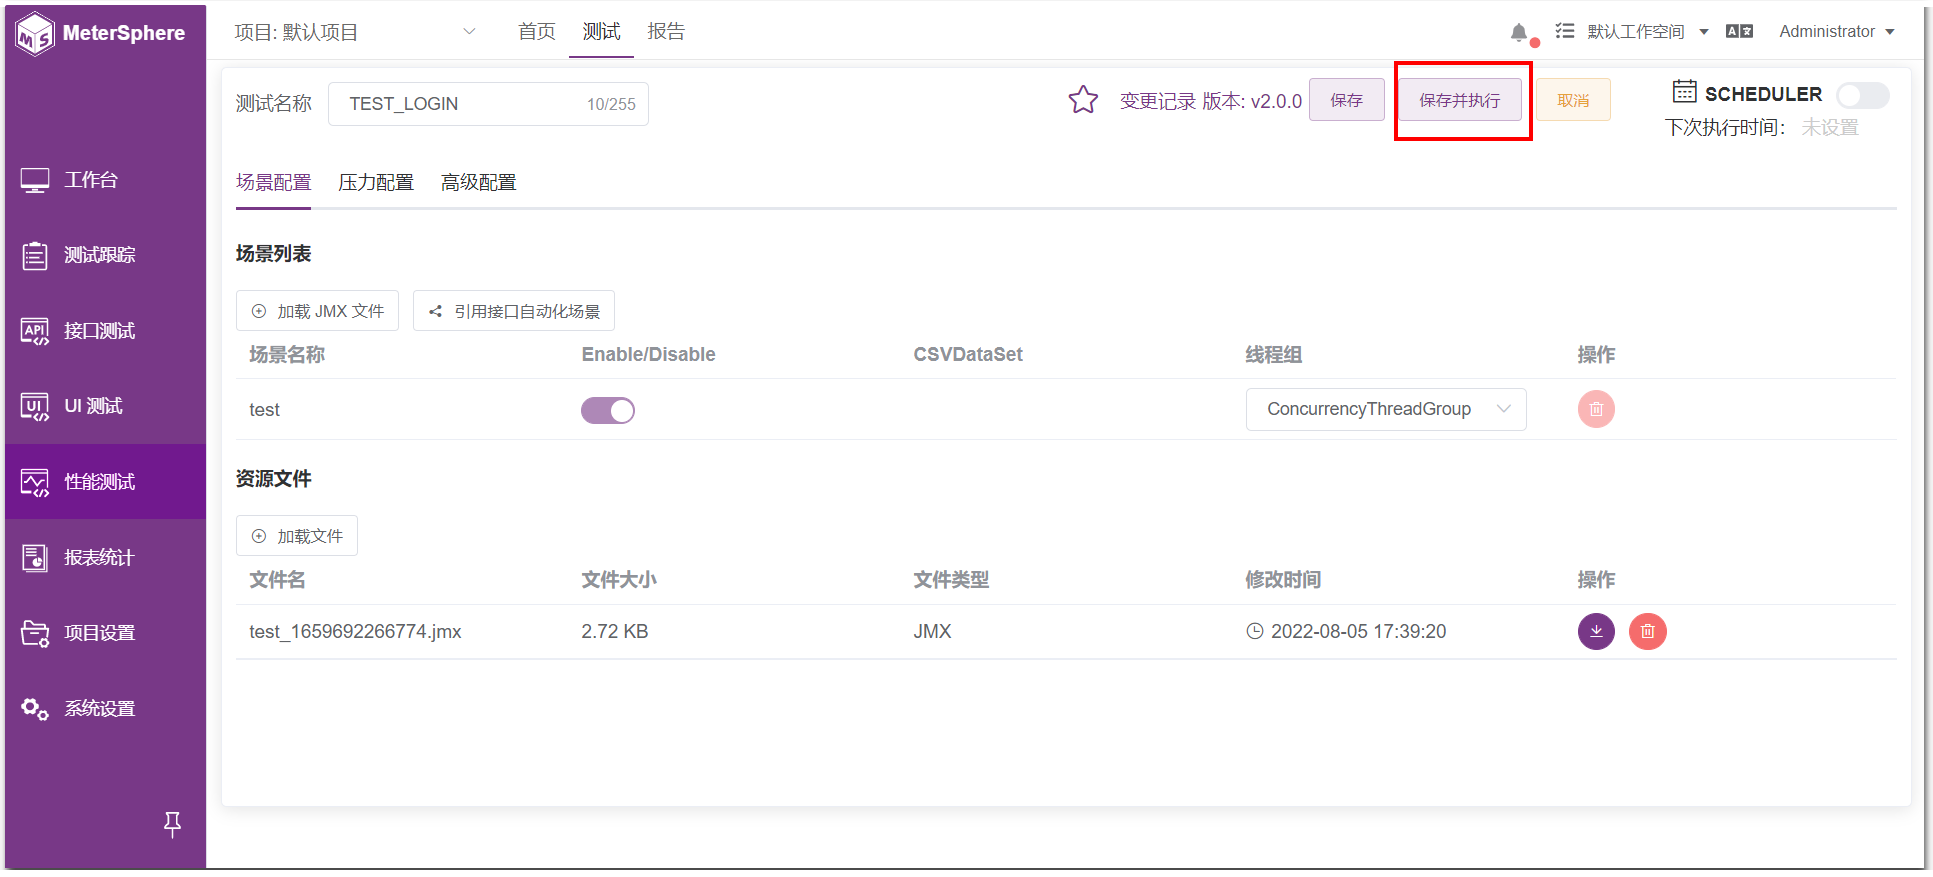 MeterSphere
项目: 默认项目
首页 测试 报告
默认工作空间
Administrator
工作台
测试跟踪
API 接口测试
UI UI 测试
性能测试
报表统计
项目设置
系统设置
测试名称 TEST_LOGIN 10/255
变更记录 版本: v2.0.0 保存 保存并执行 取消
SCHEDULER
下次执行时间： 未设置
场景配置 压力配置 高级配置
场景列表
加载 JMX 文件 引用接口自动化场景
场景名称 Enable/Disable CSVDataSet 线程组 操作
test ConcurrencyThreadGroup
资源文件
加载文件
文件名 文件大小 文件类型 修改时间 操作
test_1659692266774.jmx 2.72 KB JMX 2022-08-05 17:39:20